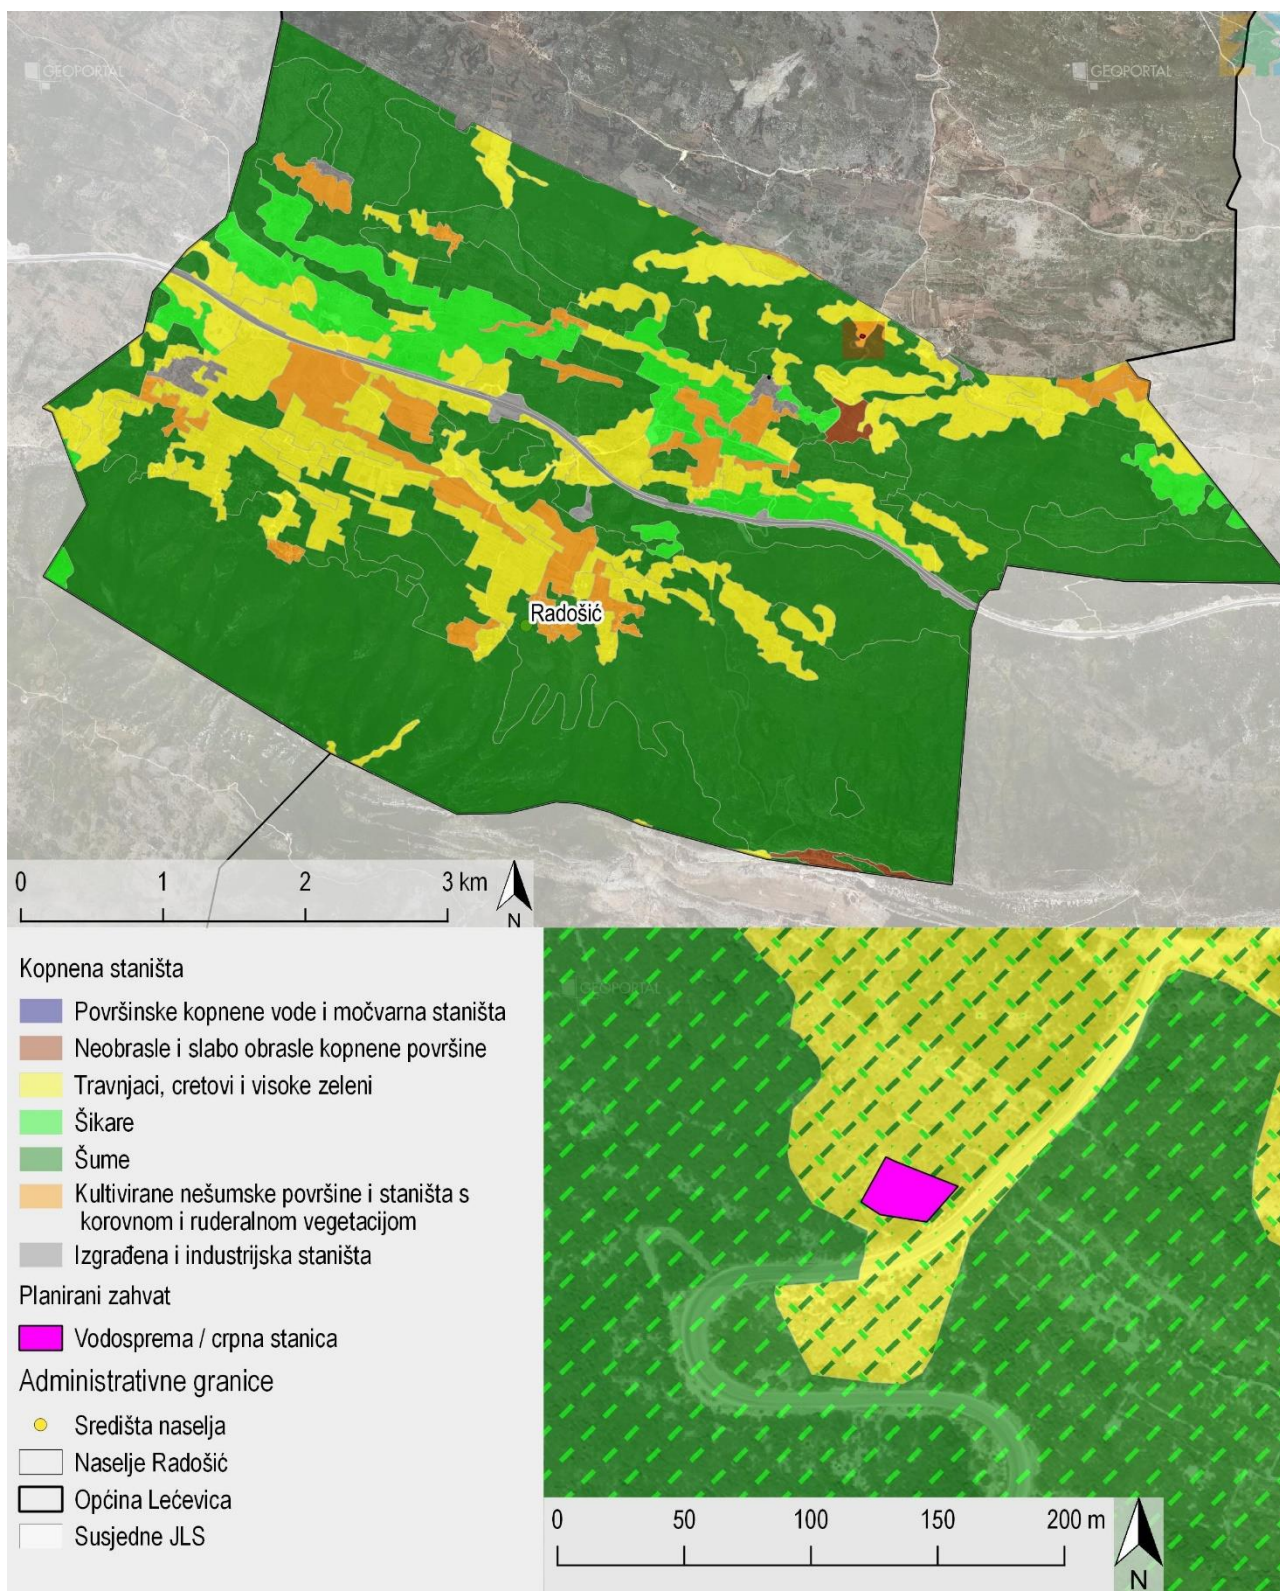 GEOPORTAL
GEOPORTAL
Radošić
0 1 2 3 km
N
Kopnena staništa
Površinske kopnene vode i močvarna staništa
Neobrasle i slabo obrasle kopnene površine
Travnjaci, cretovi i visoke zeleni
Šikare
Šume
Kultivirane nešumske površine i staništa s
korovnom i ruderalnom vegetacijom
Izgrađena i industrijska staništa
Planirani zahvat
Vodosprema / crpna stanica
Administrativne granice
Središta naselja
Naselje Radošić
Općina Lećevica
Susjedne JLS
GEOPORTAL
0 50 100 150 200 m
N